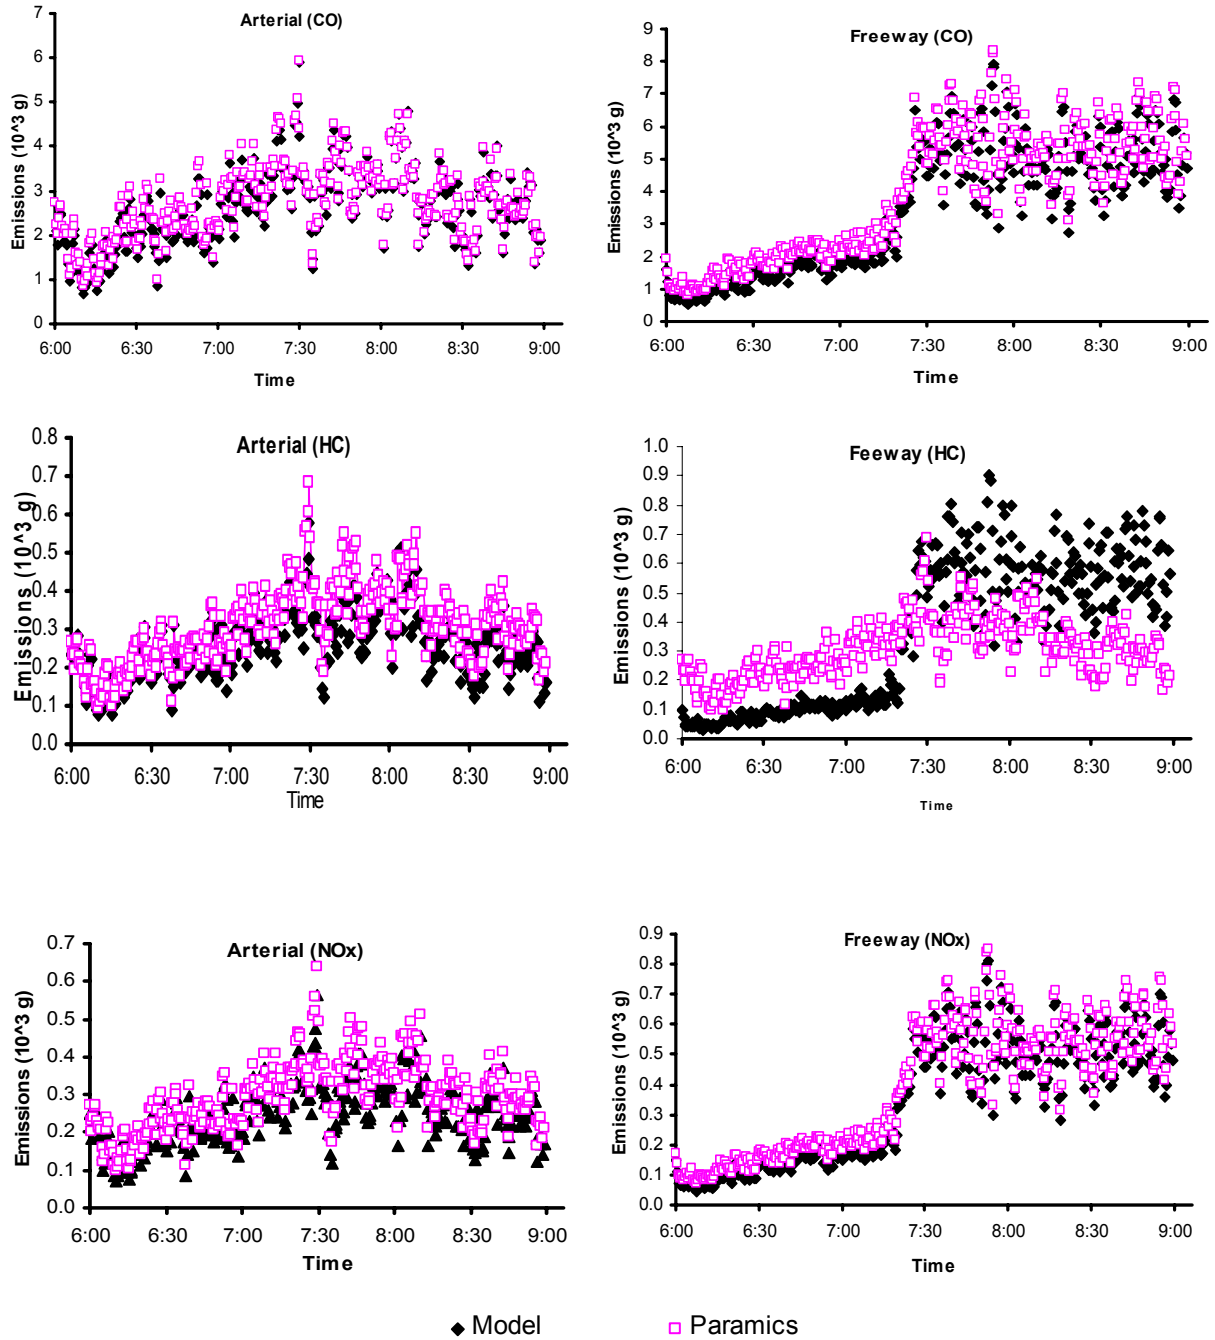 Arterial (CO)
Emissions (10^3 g)
7
6
5
4
3
2
1
0
6:00 6:30 7:00 7:30 8:00 8:30 9:00
Time
Freeway (CO)
Emissions (10^3 g)
9
8
7
6
5
4
3
2
1
0
6:00 6:30 7:00 7:30 8:00 8:30 9:00
Time
Arterial (HC)
Emissions (10^3 g)
0.8
0.7
0.6
0.5
0.4
0.3
0.2
0.1
0.0
6:00 6:30 7:00 7:30 8:00 8:30 9:00
Time
Feeway (HC)
Emissions (10^3 g)
1.0
0.9
0.8
0.7
0.6
0.5
0.4
0.3
0.2
0.1
0.0
6:00 6:30 7:00 7:30 8:00 8:30 9:00
Time
Arterial (NOx)
Emissions (10^3 g)
0.7
0.6
0.5
0.4
0.3
0.2
0.1
0.0
6:00 6:30 7:00 7:30 8:00 8:30 9:00
Time
Freeway (NOx)
Emissions (10^3 g)
0.9
0.8
0.7
0.6
0.5
0.4
0.3
0.2
0.1
0.0
6:00 6:30 7:00 7:30 8:00 8:30 9:00
Time
Model Paramics